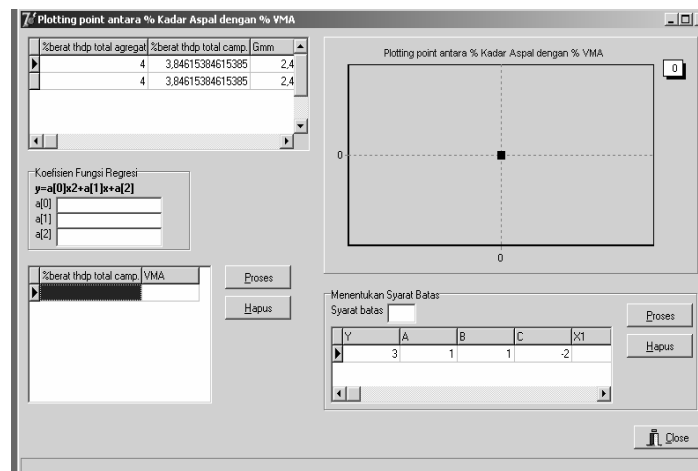 Plotting point antara % Kadar Aspal dengan % VMA
%berat thdp total agregat %berat thdp total camp. Gmm
4 3,84615384615385 2,4
4 3,84615384615385 2,4
Koefisien Fungsi Regresi
y=a[0]x2+a[1]x+a[2]
a[0]
a[1]
a[2]
%berat thdp total camp. VMA
Proses
Hapus
Plotting point antara % Kadar Aspal dengan % VMA
0
0
0
Menentukan Syarat Batas
Syarat batas
Y A B C X1
3 1 1 -2
Proses
Hapus
Close